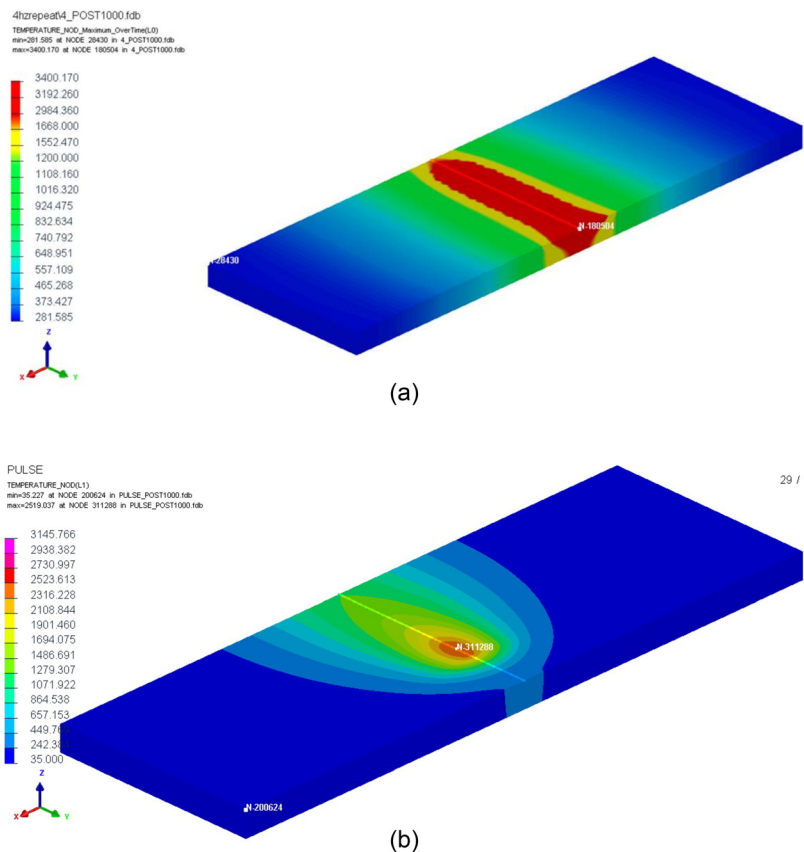 4hzrepeat\4_POST1000.fdb
TEMPERATURE_NOD_Maximum_OverTime(L0)
min=281.585 at NODE 28430 in 4_POST1000.fdb
max=3400.170 at NODE 180504 in 4_POST1000.fdb
3400.170
3192.260
2984.360
1668.000
1552.470
1200.000
1108.160
1016.320
924.475
832.634
740.792
648.951
557.109
465.268
373.427
281.585
N-180504
N-28430
Z
X
Y
(a)
PULSE
TEMPERATURE_NOD(L1)
min=35.227 at NODE 200624 in PULSE_POST1000.fdb
max=2519.037 at NODE 311288 in PULSE_POST1000.fdb
29 /
3145.766
2938.382
2730.997
2523.613
2316.228
2108.844
1901.460
1694.075
1486.691
1279.307
1071.922
864.538
657.153
449.769
242.384
35.000
N-311288
N-200624
Z
X
Y
(b)